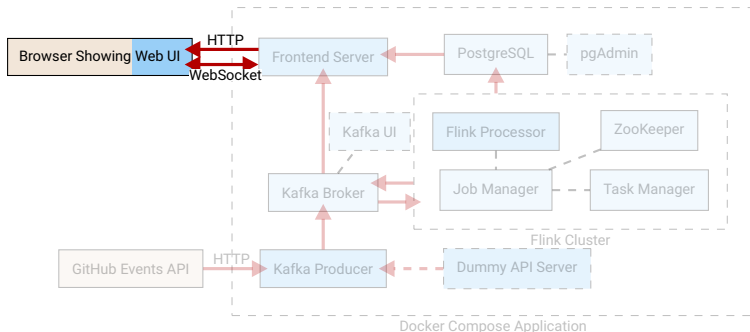 HTTP
Browser Showing Web UI
WebSocket
Frontend Server
PostgreSQL
pgAdmin
Kafka UI
Flink Processor
ZooKeeper
Kafka Broker
Job Manager
Task Manager
Flink Cluster
GitHub Events API
HTTP
Kafka Producer
Dummy API Server
Docker Compose Application